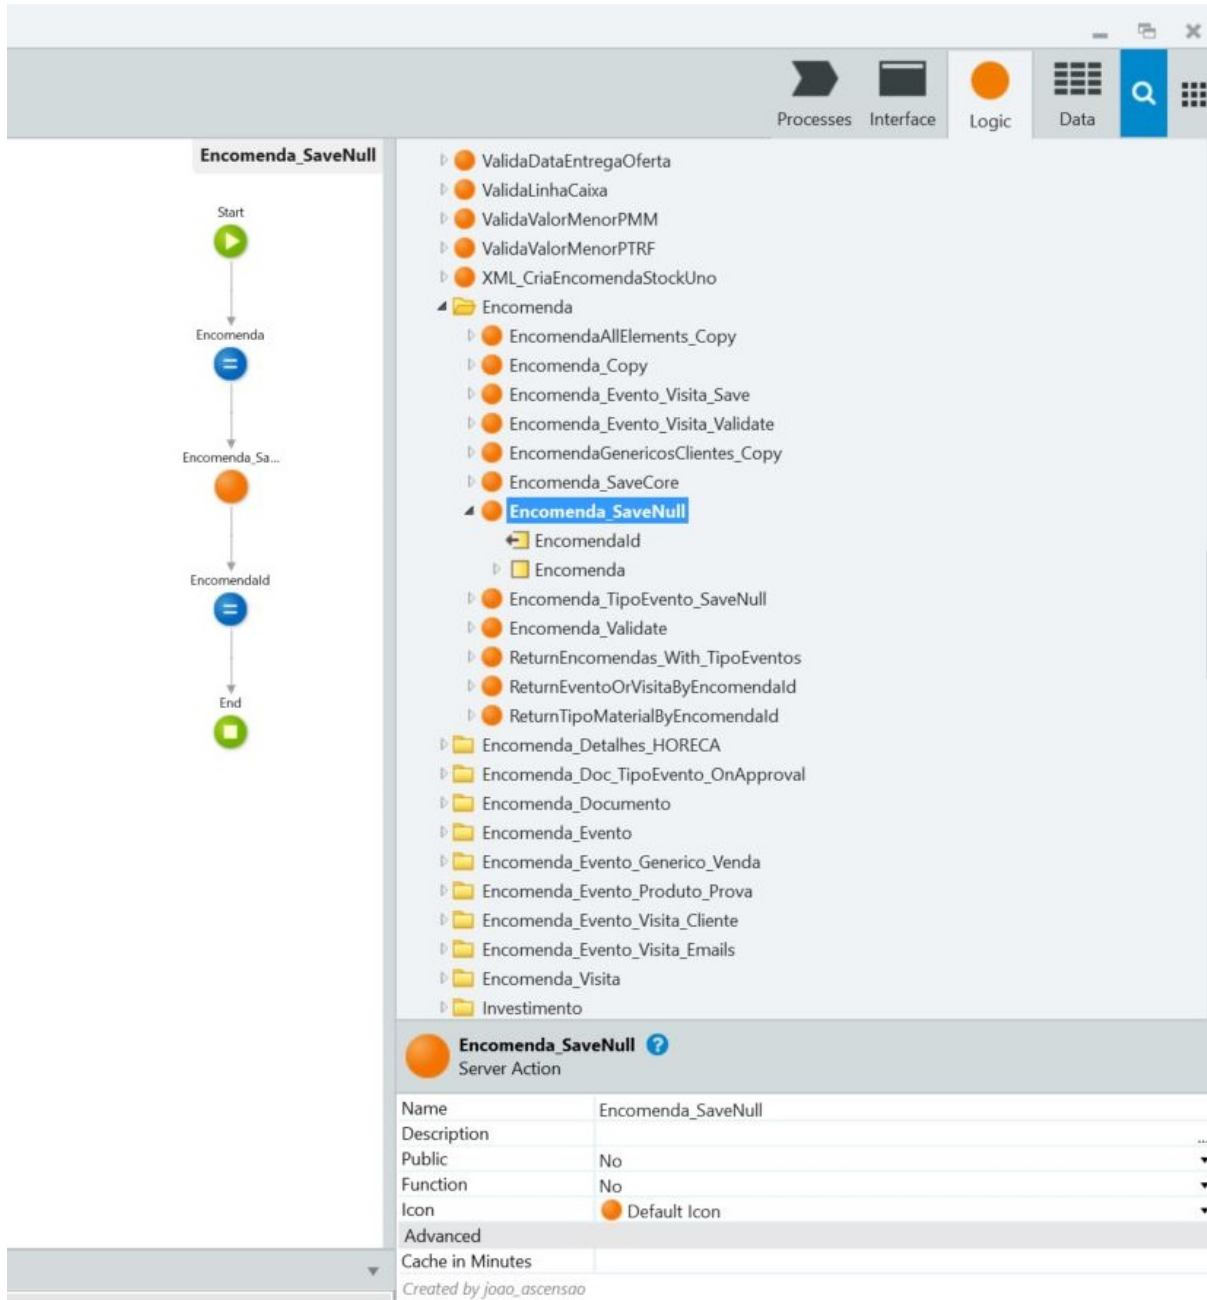 Processes Interface Logic Data
Encomenda_SaveNull
Start
Encomenda
Encomenda_Sa...
EncomendaId
End
ValidaDataEntregaOferta
ValidaLinhaCaixa
ValidaValorMenorPMM
ValidaValorMenorPTRF
XML_CriaEncomendaStockUno
Encomenda
EncomendaAllElements_Copy
Encomenda_Copy
Encomenda_Evento_Visita_Save
Encomenda_Evento_Visita_Validate
EncomendaGenericosClientes_Copy
Encomenda_SaveCore
Encomenda_SaveNull
EncomendaId
Encomenda
Encomenda_TipoEvento_SaveNull
Encomenda_Validate
ReturnEncomendas_With_TipoEventos
ReturnEventoOrVisitaByEncomendaId
ReturnTipoMaterialByEncomendaId
Encomenda_Detalhes_HORECA
Encomenda_Doc_TipoEvento_OnApproval
Encomenda_Documento
Encomenda_Evento
Encomenda_Evento_Generico_Venda
Encomenda_Evento_Produto_Prova
Encomenda_Evento_Visita_Cliente
Encomenda_Evento_Visita_Emails
Encomenda_Visita
Investimento
Encomenda_SaveNull ?
Server Action
Name Encomenda_SaveNull
Description ...
Public No
Function No
Icon Default Icon
Advanced
Cache in Minutes
Created by joao_ascensao